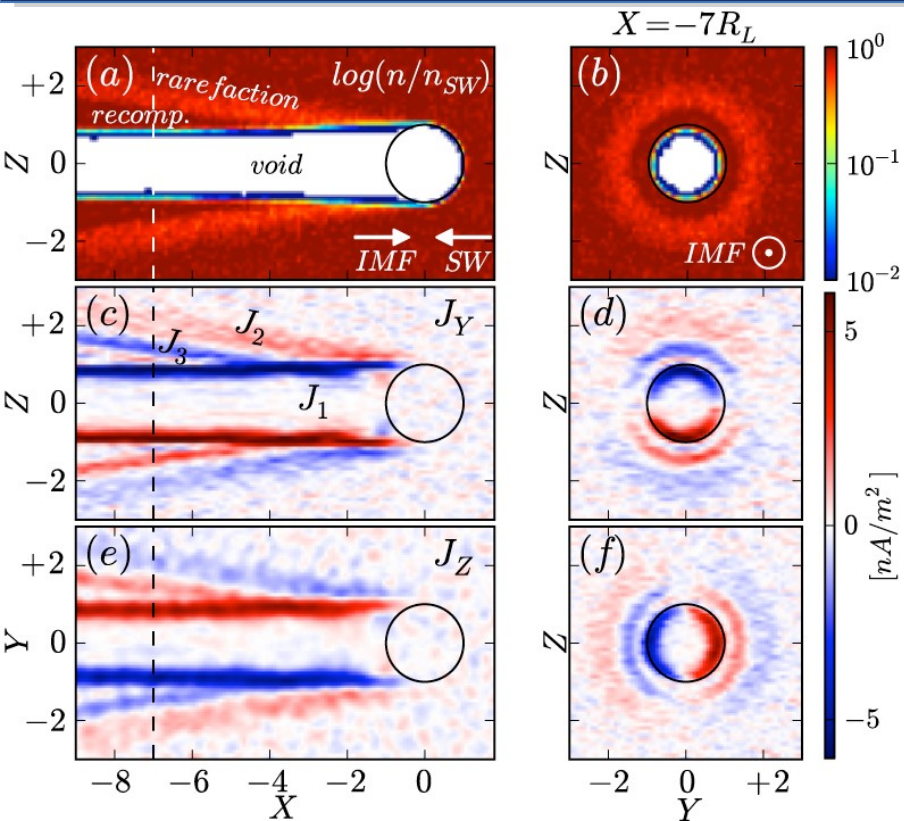 X = −7R_L
(a) rarefaction log(n/n_SW)
recomp.
void
IMF SW
Z
+2
0
−2
(b)
Z
IMF
10^0
10^−1
10^−2
(c) J_2 J_Y
J_3
J_1
Z
+2
0
−2
(d)
Z
5
0
−5
[nA/m^2]
(e) J_Z
Y
+2
0
−2
−8 −6 −4 −2 0
X
(f)
Z
−2 0 +2
Y